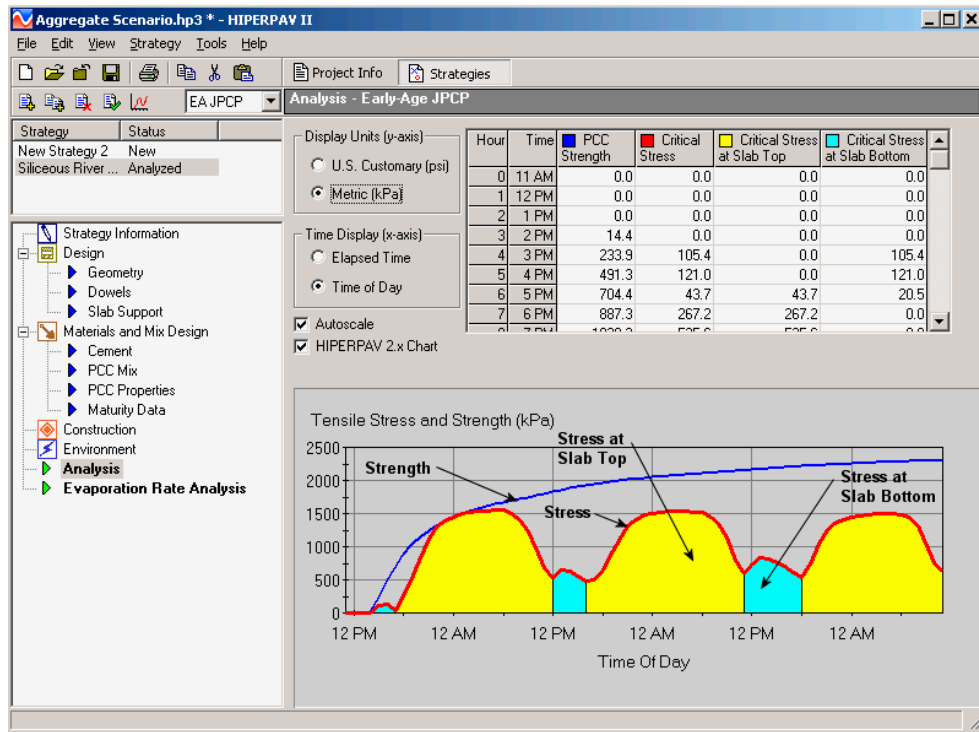 Aggregate Scenario.hp3 * - HIPERPAV II
File Edit View Strategy Tools Help
Project Info Strategies
EA JPCP
Analysis - Early-Age JPCP
Strategy Status
New Strategy 2 New
Siliceous River ... Analyzed
Strategy Information
Design
Geometry
Dowels
Slab Support
Materials and Mix Design
Cement
PCC Mix
PCC Properties
Maturity Data
Construction
Environment
Analysis
Evaporation Rate Analysis
Display Units (y-axis)
U.S. Customary (psi)
Metric (kPa)
Time Display (x-axis)
Elapsed Time
Time of Day
Autoscale
HIPERPAV 2.x Chart
Hour Time PCC Strength Critical Stress Critical Stress at Slab Top Critical Stress at Slab Bottom
0 11 AM 0.0 0.0 0.0 0.0
1 12 PM 0.0 0.0 0.0 0.0
2 1 PM 0.0 0.0 0.0 0.0
3 2 PM 14.4 0.0 0.0 0.0
4 3 PM 233.9 105.4 0.0 105.4
5 4 PM 491.3 121.0 0.0 121.0
6 5 PM 704.4 43.7 43.7 20.5
7 6 PM 887.3 267.2 267.2 0.0
Tensile Stress and Strength (kPa)
Stress at
Slab Top
Strength
Stress at
Slab Bottom
Stress
2500
2000
1500
1000
500
0
12 PM 12 AM 12 PM 12 AM 12 PM 12 AM
Time Of Day